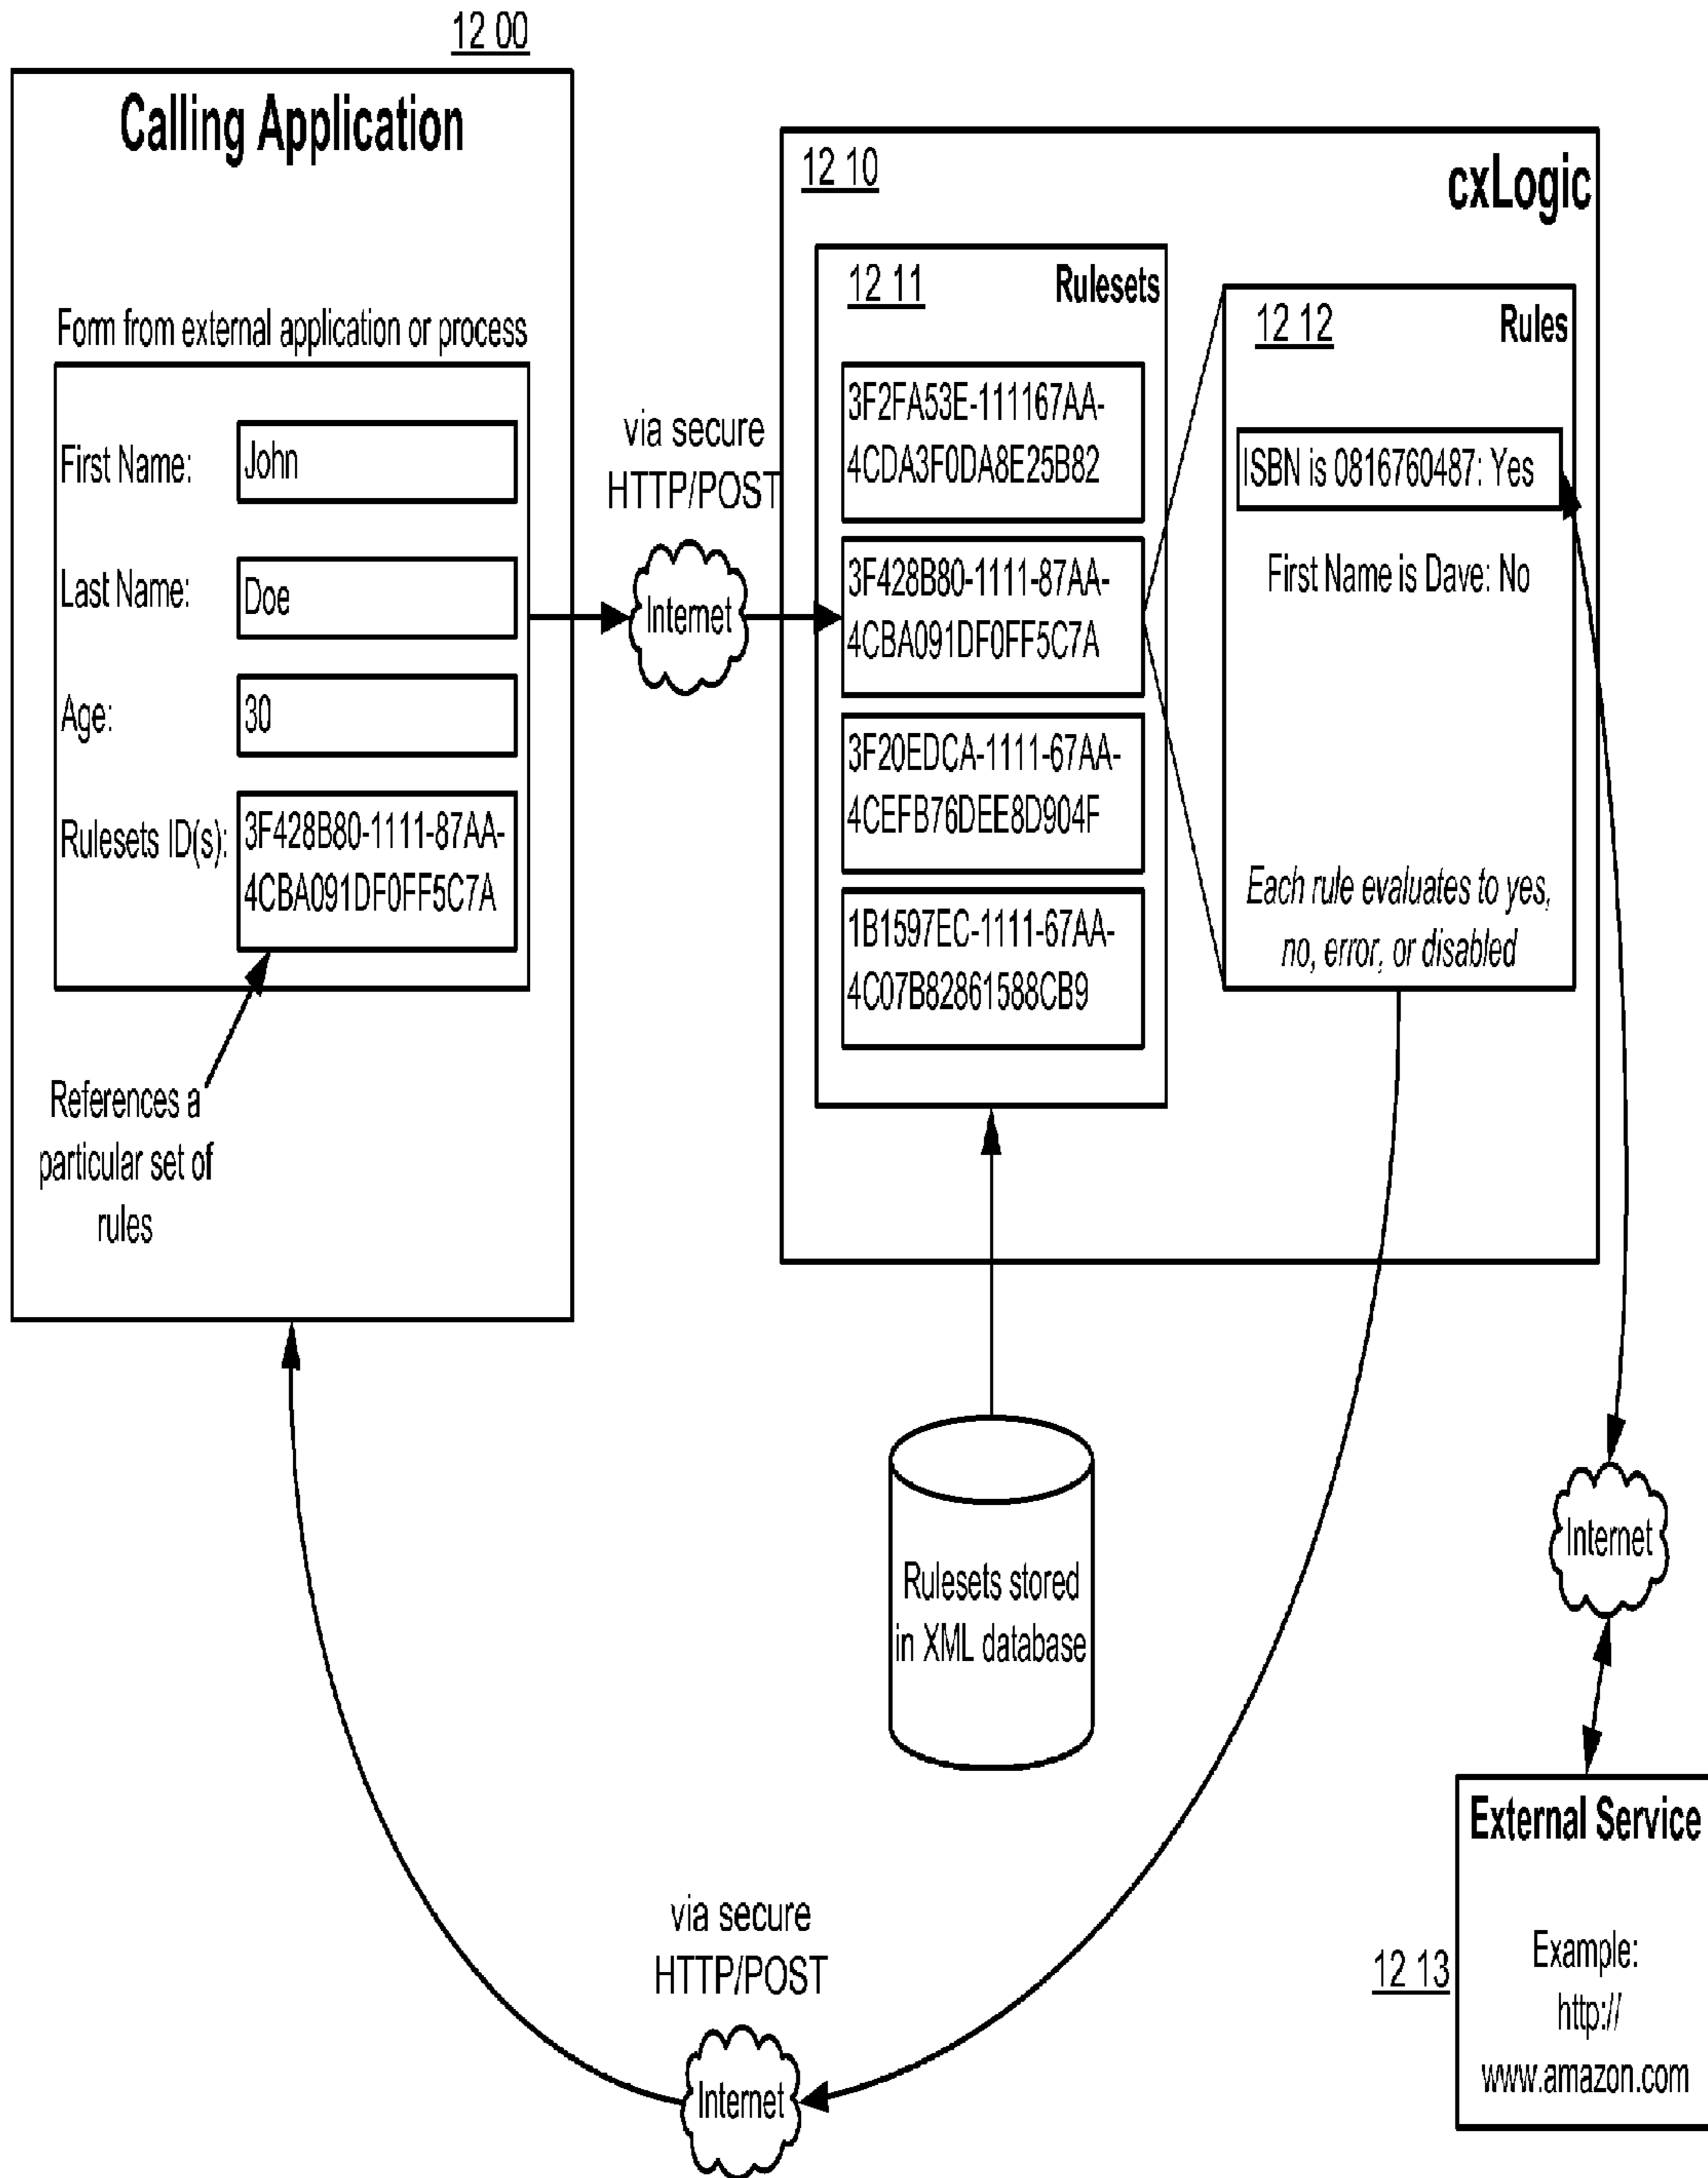 12 00
Calling Application
Form from external application or process
First Name:
John
Last Name:
Doe
Age:
30
Rulesets ID(s):
3F428B80-1111-87AA-
4CBA091DF0FF5C7A
References a
particular set of
rules
via secure
HTTP/POST
Internet
12 10
cxLogic
12 11
Rulesets
3F2FA53E-111167AA-
4CDA3F0DA8E25B82
3F428B80-1111-87AA-
4CBA091DF0FF5C7A
3F20EDCA-1111-67AA-
4CEFB76DEE8D904F
1B1597EC-1111-67AA-
4C07B82861588CB9
12 12
Rules
ISBN is 0816760487: Yes
First Name is Dave: No
Each rule evaluates to yes,
no, error, or disabled
Rulesets stored
in XML database
Internet
External Service
12 13
Example:
http://
www.amazon.com
via secure
HTTP/POST
Internet